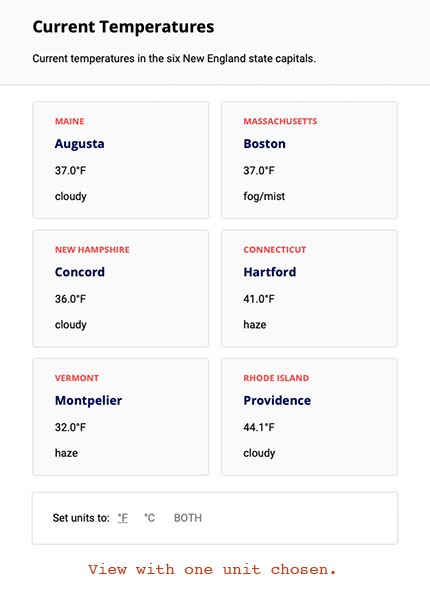 Current Temperatures
Current temperatures in the six New England state capitals.
MAINE
Augusta
37.0°F
cloudy
MASSACHUSETTS
Boston
37.0°F
fog/mist
NEW HAMPSHIRE
Concord
36.0°F
cloudy
CONNECTICUT
Hartford
41.0°F
haze
VERMONT
Montpelier
32.0°F
haze
RHODE ISLAND
Providence
44.1°F
cloudy
Set units to: °F °C BOTH
View with one unit chosen.